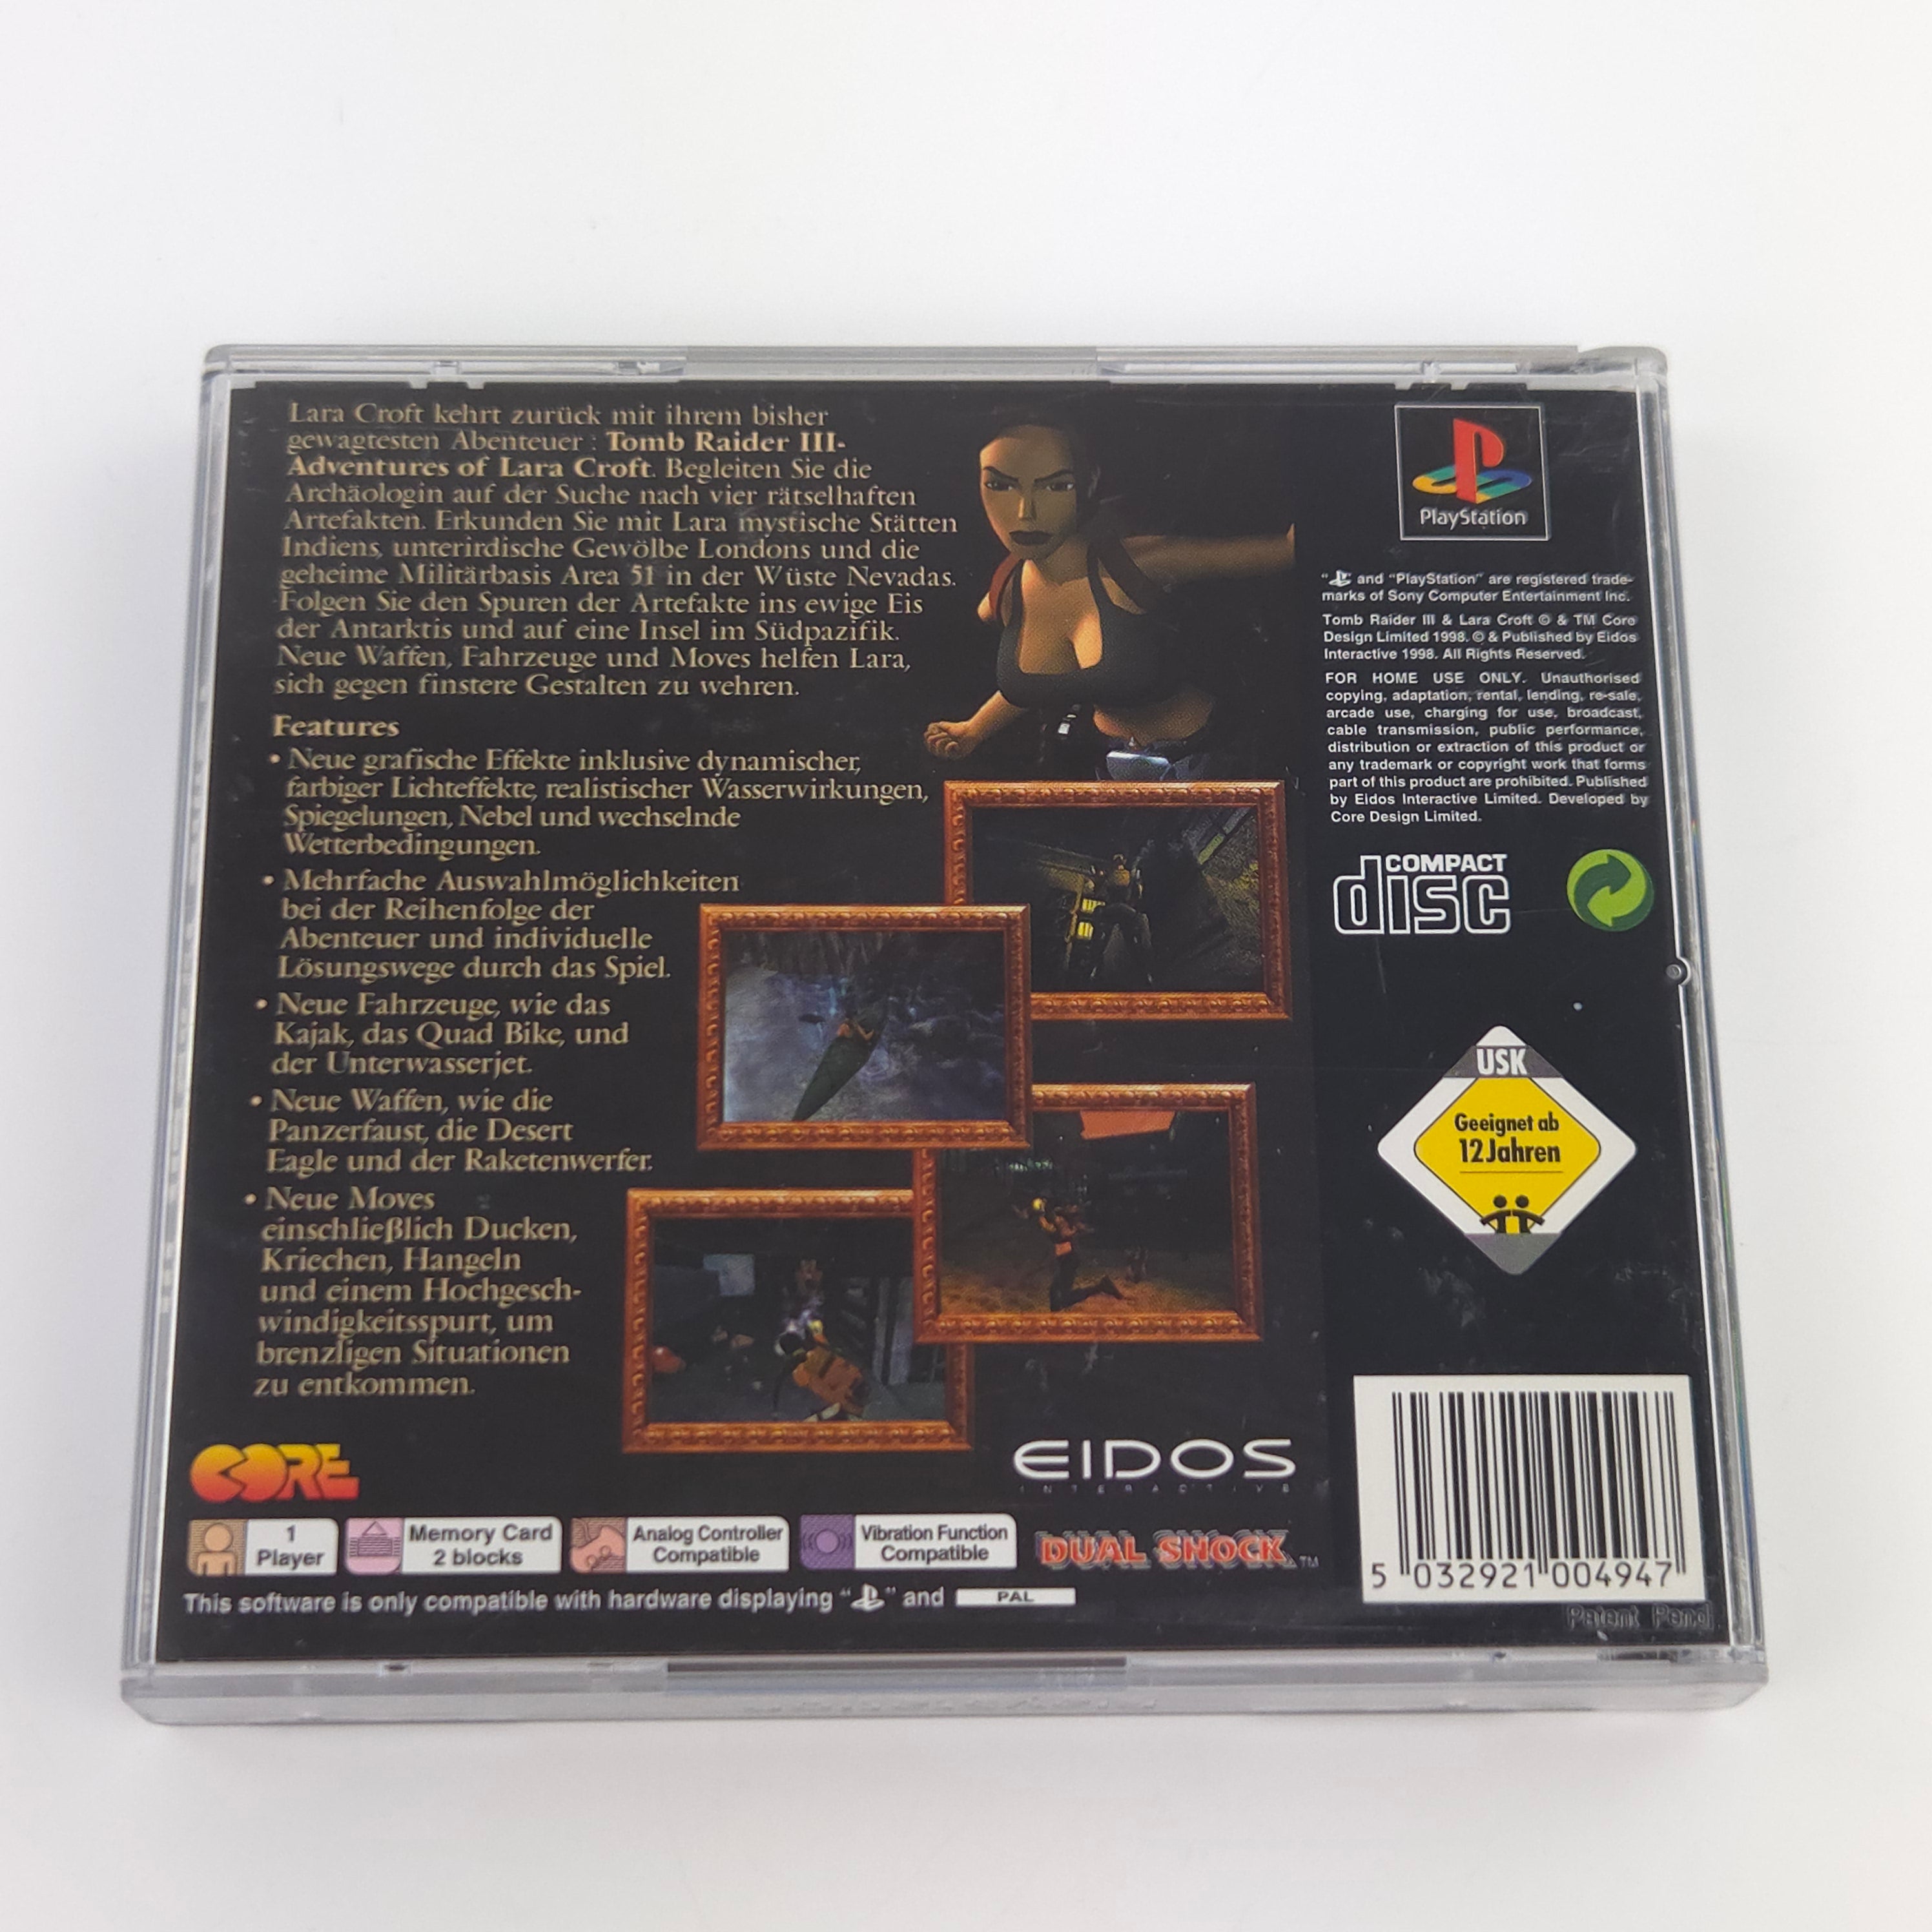 Lara Croft kehrt zurück mit ihrem bisher
gewagtesten Abenteuer : Tomb Raider III-
Adventures of Lara Croft. Begleiten Sie die
Archäologin auf der Suche nach vier rätselhaften
Artefakten. Erkunden Sie mit Lara mystische Stätten
Indiens, unterirdische Gewölbe Londons und die
geheime Militärbasis Area 51 in der Wüste Nevadas.
Folgen Sie den Spuren der Artefakte ins ewige Eis
der Antarktis und auf eine Insel im Südpazifik.
Neue Waffen, Fahrzeuge und Moves helfen Lara,
sich gegen finstere Gestalten zu wehren.
Features
• Neue grafische Effekte inklusive dynamischer,
farbiger Lichteffekte, realistischer Wasserwirkungen,
Spiegelungen, Nebel und wechselnde
Wetterbedingungen.
• Mehrfache Auswahlmöglichkeiten
bei der Reihenfolge der
Abenteuer und individuelle
Lösungswege durch das Spiel.
• Neue Fahrzeuge, wie das
Kajak, das Quad Bike, und
der Unterwasserjet.
• Neue Waffen, wie die
Panzerfaust, die Desert
Eagle und der Raketenwerfer.
• Neue Moves
einschließlich Ducken,
Kriechen, Hangeln
und einem Hochgesch-
windigkeitsspurt, um
brenzligen Situationen
zu entkommen.
PlayStation
" " and "PlayStation" are registered trade-
marks of Sony Computer Entertainment Inc.
Tomb Raider III & Lara Croft © & TM Core
Design Limited 1998. © & Published by Eidos
Interactive 1998. All Rights Reserved.
FOR HOME USE ONLY. Unauthorised
copying, adaptation, rental, lending, re-sale,
arcade use, charging for use, broadcast,
cable transmission, public performance,
distribution or extraction of this product or
any trademark or copyright work that forms
part of this product are prohibited. Published
by Eidos Interactive Limited. Developed by
Core Design Limited.
COMPACT
disc
USK
Geeignet ab
12 Jahren
CORE
EIDOS
INTERACTIVE
1
Player
Memory Card
2 blocks
Analog Controller
Compatible
Vibration Function
Compatible
DUAL SHOCK TM
This software is only compatible with hardware displaying " " and PAL
5 032921 004947
Patent Pend